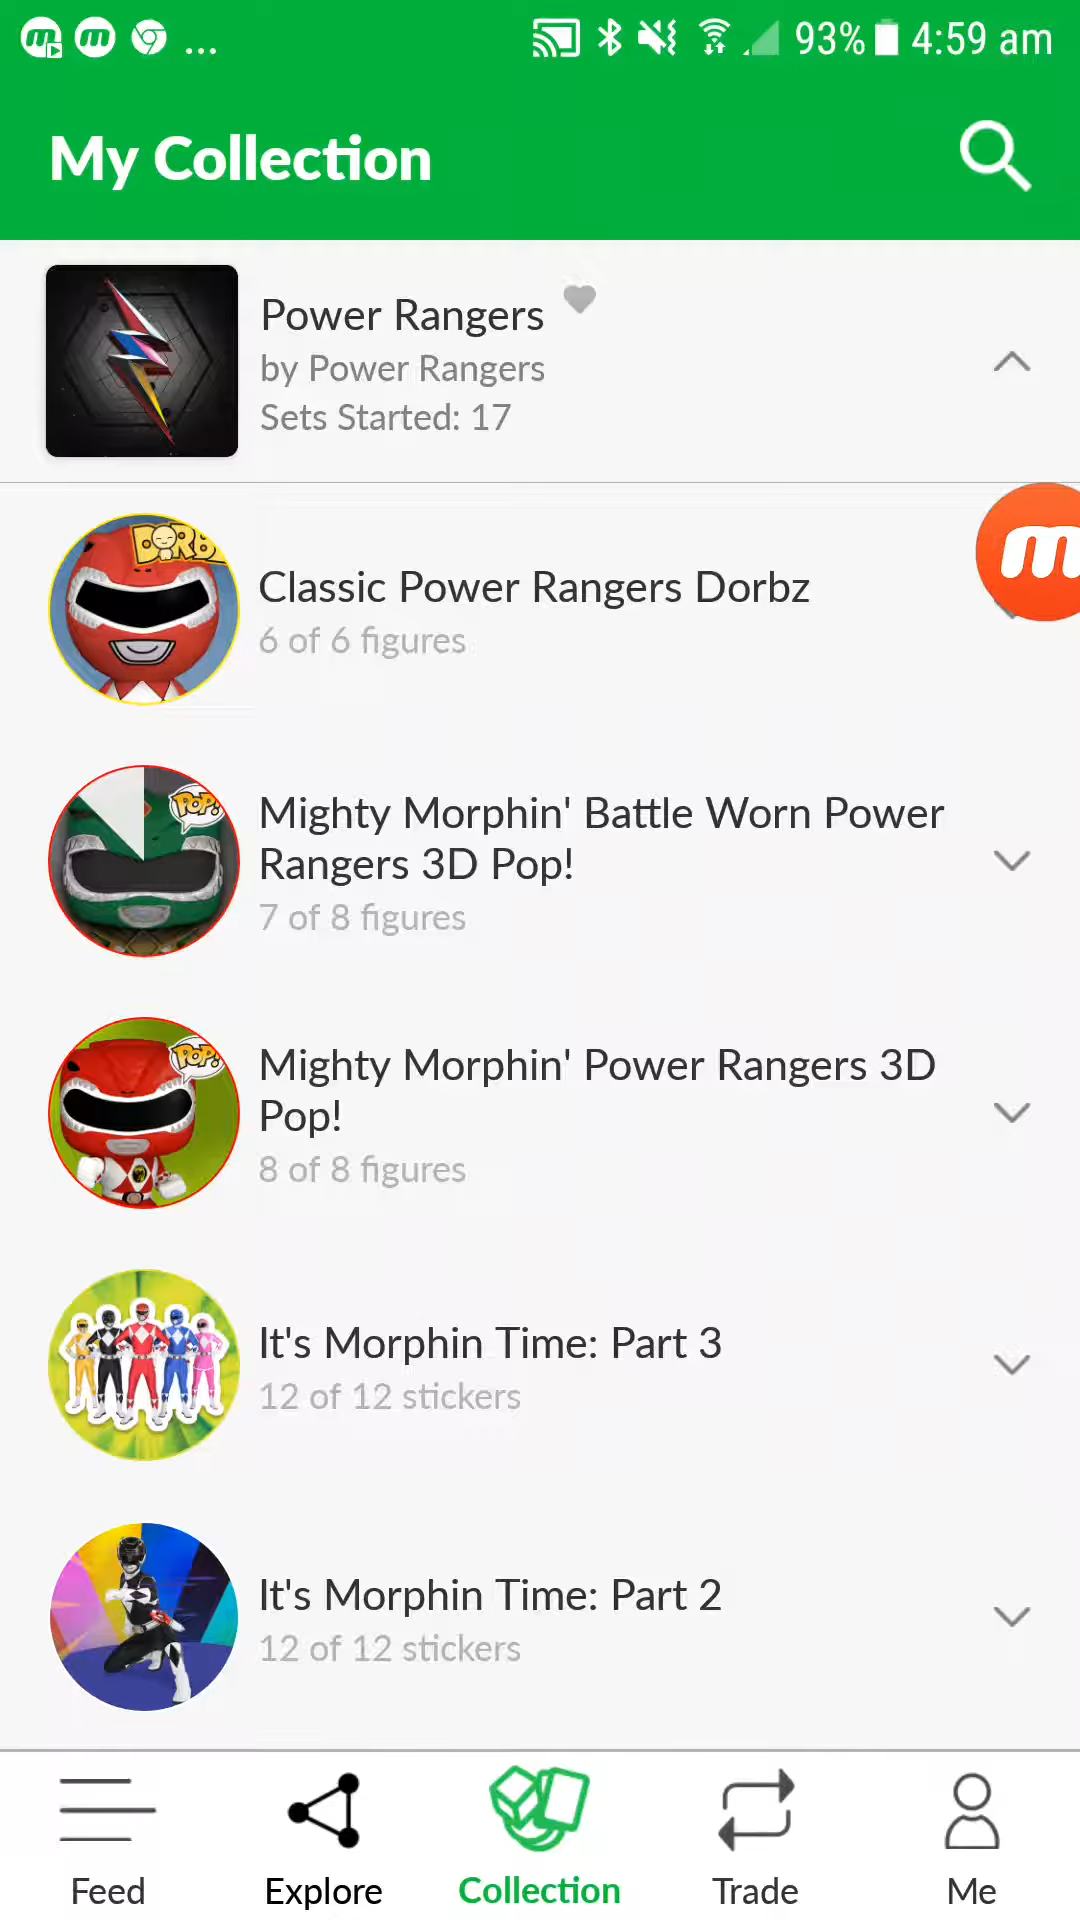 ... 93% 4:59 am
My Collection
Power Rangers
by Power Rangers
Sets Started: 17
Classic Power Rangers Dorbz
6 of 6 figures
POP!
Mighty Morphin' Battle Worn Power
Rangers 3D Pop!
7 of 8 figures
POP!
Mighty Morphin' Power Rangers 3D
Pop!
8 of 8 figures
It's Morphin Time: Part 3
12 of 12 stickers
It's Morphin Time: Part 2
12 of 12 stickers
Feed Explore Collection Trade Me